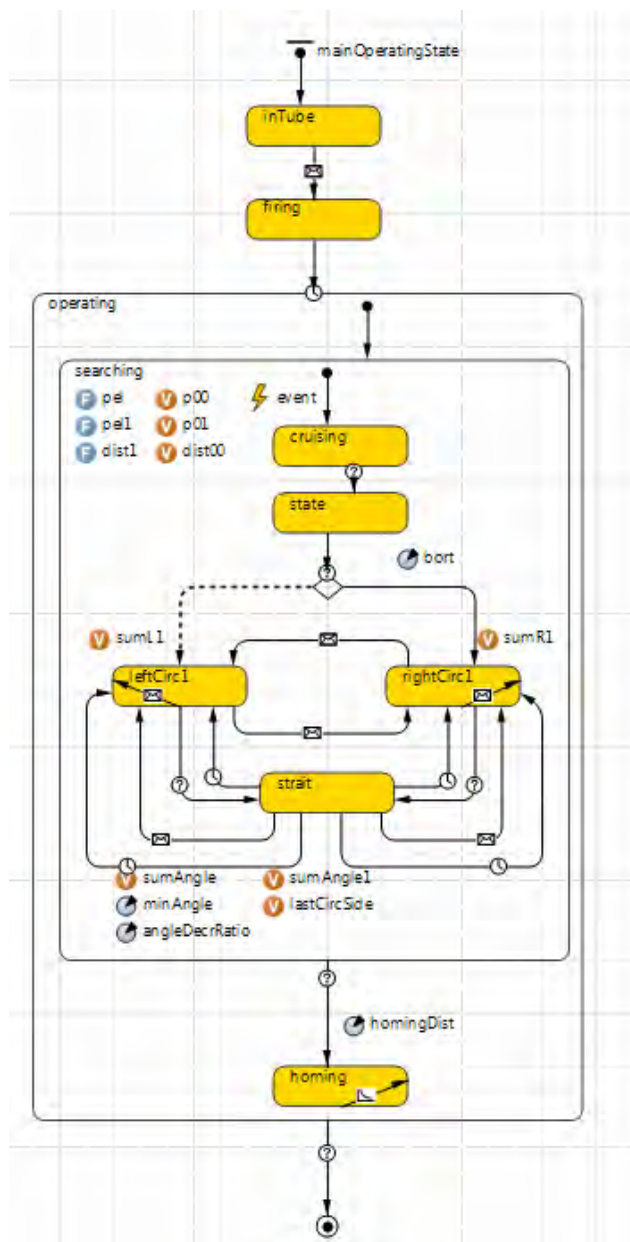 mainOperatingState
inTube
firing
operating
searching
F pel V p00 event
F pel1 V p01
F dist1 V dist00
cruising
?
state
?
bort
V sumL1 V sumR1
leftCirc1 rightCirc1
? ?
strait
V sumAngle V sumAngle1
minAngle V lastCircSide
angleDecrRatio
?
homingDist
homing
?